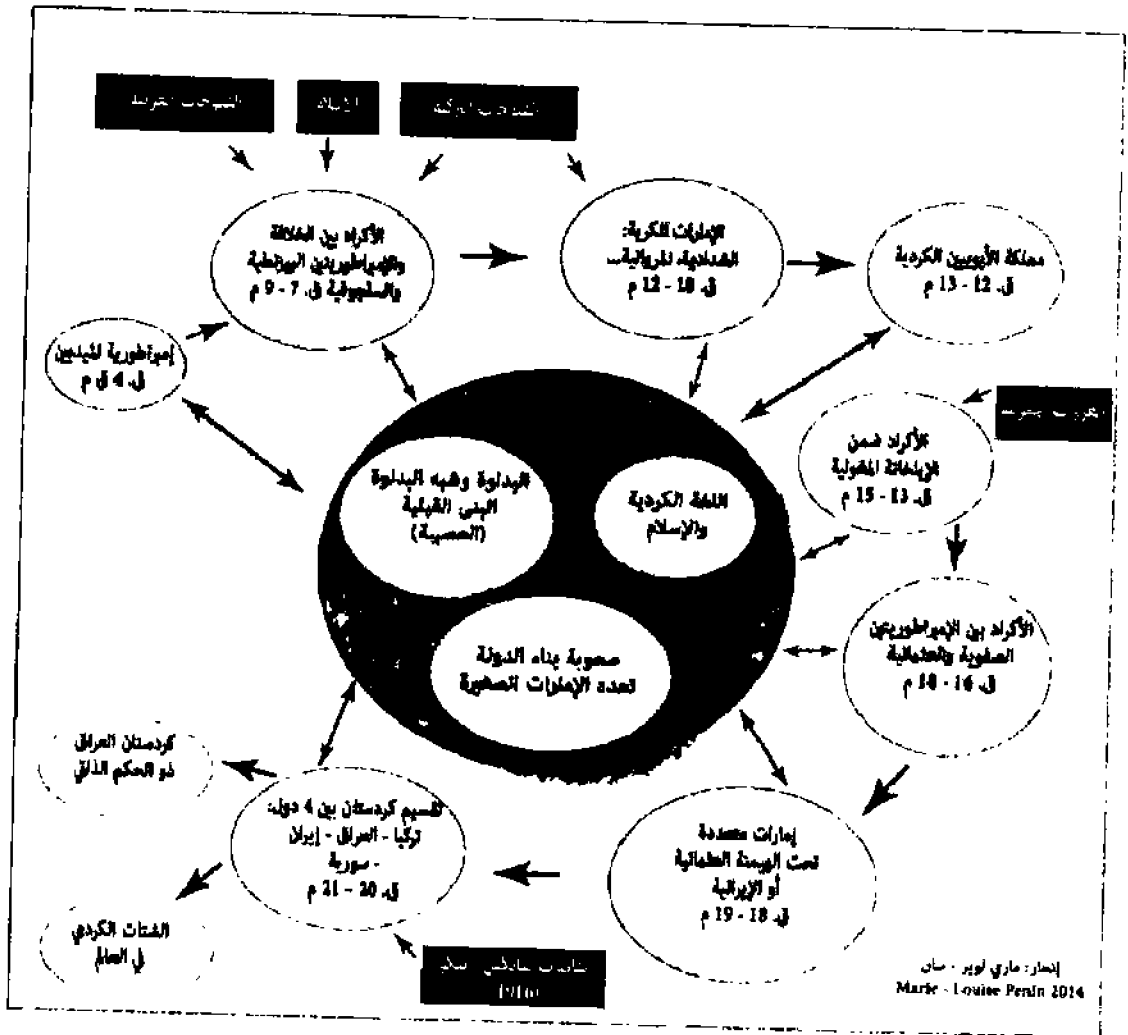 الإسلام
الأكراد بين الخلافة
والإمبراطوريتين البيزنطية
والسلجوقية ق. 7 - 9 م
الإمارات الكردية:
الشدادية، المروانية...
ق. 10 - 12 م
مملكة الأيوبيين الكردية
ق. 12 - 13 م
إمبراطورية الميديين
ق. 4 ق م
الأكراد ضمن
الإيلخانة المغولية
ق. 13 - 15 م
البداوة وشبه البداوة
البنى القبلية
(العصبية)
اللغة الكردية
والإسلام
صعوبة بناء الدولة
تعدد الإمارات الصغيرة
الأكراد بين الإمبراطوريتين
الصفوية والعثمانية
ق. 16 - 18 م
كردستان العراق
ذو الحكم الذاتي
تقسيم كردستان بين 4 دول:
تركيا - العراق - إيران
- سورية
ق. 20 - 21 م
إمارات متعددة
تحت الهيمنة العثمانية
أو الإيرانية
ق. 18 - 19 م
الشتات الكردي
في العالم
1916
ماري لويز - سان
Marie - Louise Penin 2014